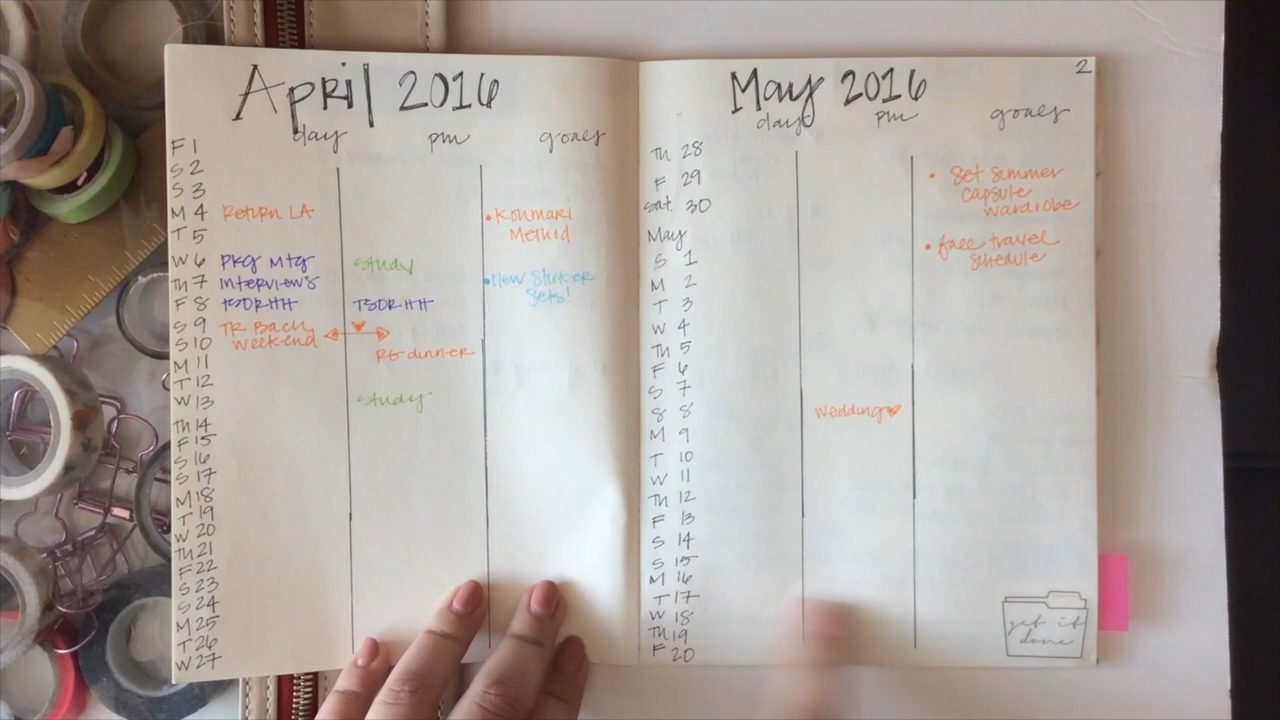 April 2016
day pm goals
F 1
S 2
S 3
M 4 Return LA • Konmari
T 5 Method
W 6 PKG Mtg study
Th 7 interviews • New Sticker
F 8 TSORHH TSORHH Sets!
S 9 TR Bach
S 10 weekend
M 11 RE dinner
T 12
W 13 study
Th 14
F 15
S 16
S 17
M 18
T 19
W 20
Th 21
F 22
S 23
S 24
M 25
T 26
W 27
May 2016 2
day pm goals
Th 28
F 29 • Set summer
capsule
Sat. 30 wardrobe
May • fall travel
S 1 schedule
M 2
T 3
W 4
Th 5
F 6
S 7
S 8 wedding
M 9
T 10
W 11
Th 12
F 13
S 14
S 15
M 16
T 17
W 18
Th 19
F 20
get it
done